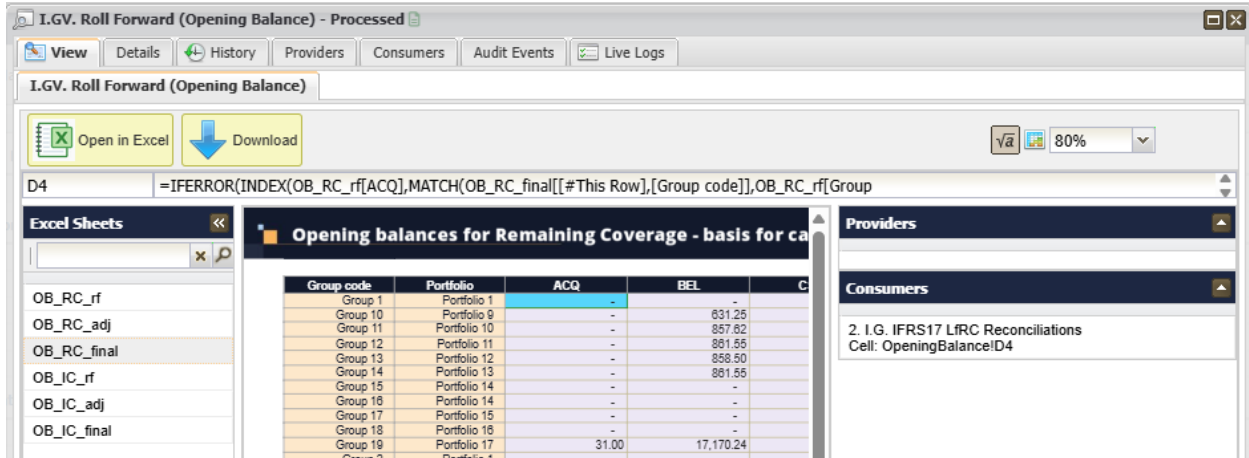 I.GV. Roll Forward (Opening Balance) - Processed
View Details History Providers Consumers Audit Events Live Logs
I.GV. Roll Forward (Opening Balance)
Open in Excel Download √a 80%
D4 =IFERROR(INDEX(OB_RC_rf[ACQ],MATCH(OB_RC_final[[#This Row],[Group code]],OB_RC_rf[Group
Excel Sheets
OB_RC_rf
OB_RC_adj
OB_RC_final
OB_IC_rf
OB_IC_adj
OB_IC_final
Opening balances for Remaining Coverage - basis for ca
Group code Portfolio ACQ BEL C
Group 1 Portfolio 1 - -
Group 10 Portfolio 9 - 631.25
Group 11 Portfolio 10 - 857.62
Group 12 Portfolio 11 - 861.55
Group 13 Portfolio 12 - 858.50
Group 14 Portfolio 13 - 861.55
Group 15 Portfolio 14 - -
Group 16 Portfolio 14 - -
Group 17 Portfolio 15 - -
Group 18 Portfolio 16 - -
Group 19 Portfolio 17 31.00 17,170.24
Providers
Consumers
2. I.G. IFRS17 LfRC Reconciliations
Cell: OpeningBalance!D4